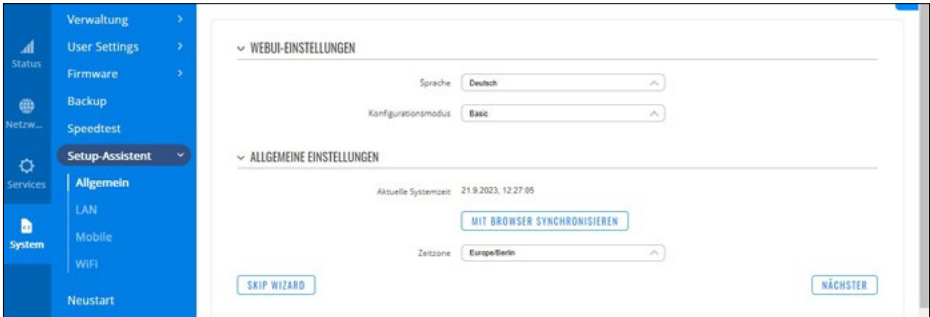 Status
Netzw...
Services
System
Verwaltung
User Settings
Firmware
Backup
Speedtest
Setup-Assistent
Allgemein
LAN
Mobile
WiFi
Neustart
WEBUI-EINSTELLUNGEN
Sprache Deutsch
Konfigurationsmodus Basic
ALLGEMEINE EINSTELLUNGEN
Aktuelle Systemzeit 21.9.2023, 12:27:05
MIT BROWSER SYNCHRONISIEREN
Zeitzone Europe/Berlin
SKIP WIZARD NÄCHSTER